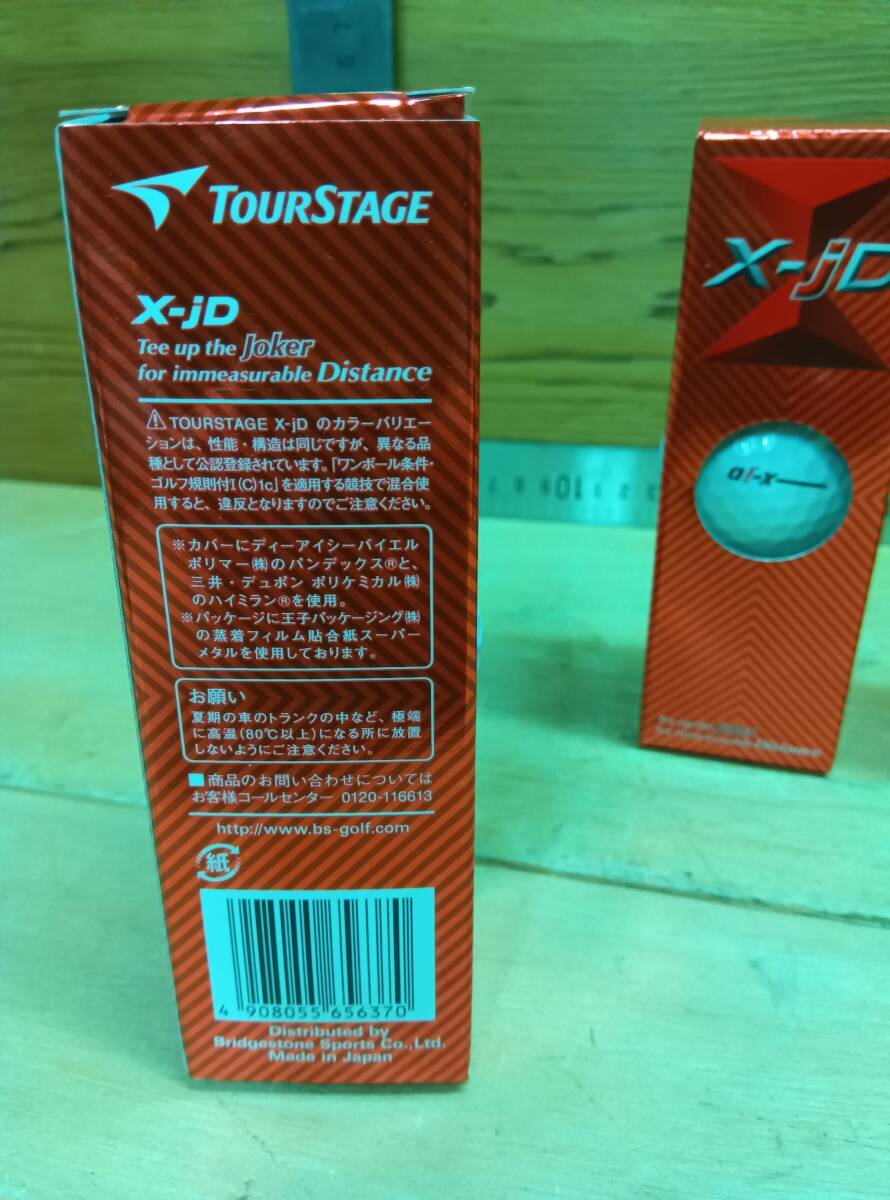 TOURSTAGE
X-jD
Tee up the Joker
for immeasurable Distance
⚠TOURSTAGE X-jD のカラーバリエー
ションは、性能・構造は同じですが、異なる品
種として公認登録されています。「ワンボール条件・
ゴルフ規則付I(C)1c」を適用する競技で混合使
用すると、違反となりますのでご注意ください。
※カバーにディーアイシーバイエル
ポリマー㈱のパンデックス®と、
三井・デュポン ポリケミカル㈱
のハイミラン®を使用。
※パッケージに王子パッケージング㈱
の蒸着フィルム貼合紙スーパー
メタルを使用しております。
お願い
夏期の車のトランクの中など、極端
に高温(80℃以上)になる所に放置
しないようにご注意ください。
■商品のお問い合わせについては
お客様コールセンター 0120-116613
http://www.bs-golf.com
紙
4 908055 656370
Distributed by
Bridgestone Sports Co.,Ltd.
Made in Japan
X-jD
Tee up the Joker
for immeasurable Distance
10